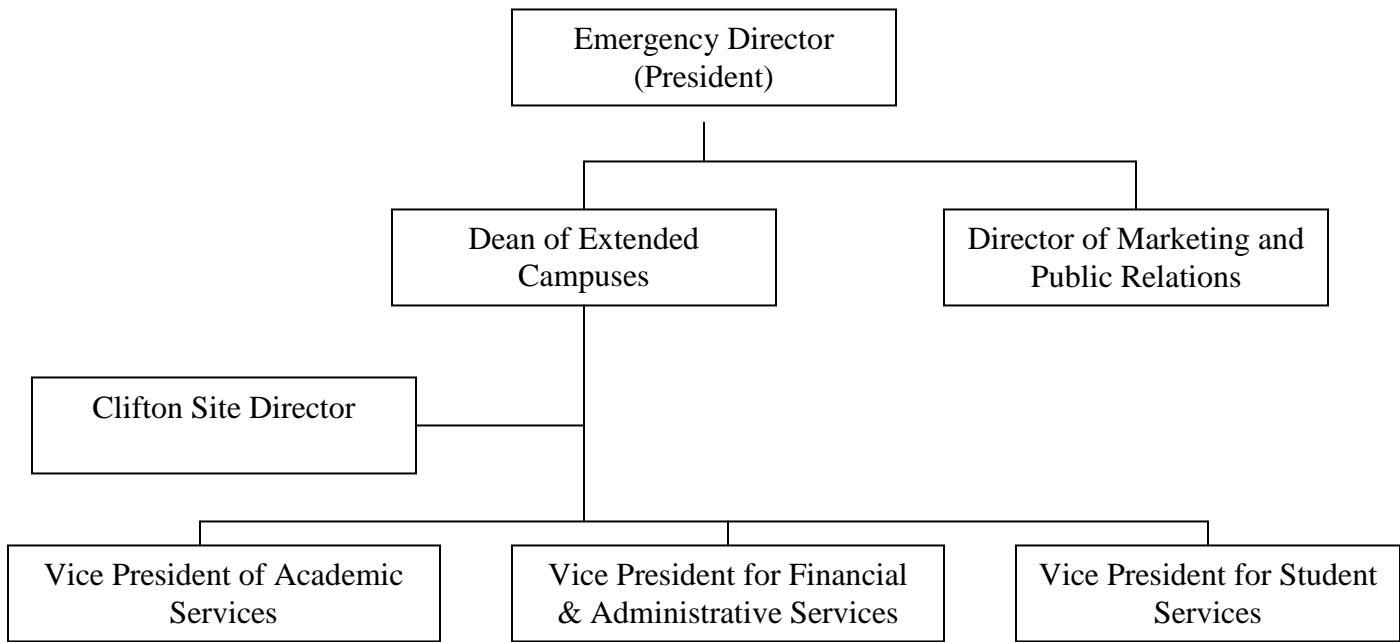 Emergency Director
(President)
Dean of Extended
Campuses
Director of Marketing and
Public Relations
Clifton Site Director
Vice President of Academic
Services
Vice President for Financial
& Administrative Services
Vice President for Student
Services